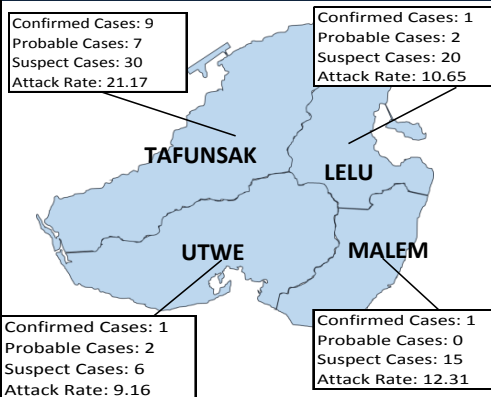 Confirmed Cases: 9
Probable Cases: 7
Suspect Cases: 30
Attack Rate: 21.17
Confirmed Cases: 1
Probable Cases: 2
Suspect Cases: 20
Attack Rate: 10.65
TAFUNSAK
LELU
UTWE
MALEM
Confirmed Cases: 1
Probable Cases: 2
Suspect Cases: 6
Attack Rate: 9.16
Confirmed Cases: 1
Probable Cases: 0
Suspect Cases: 15
Attack Rate: 12.31